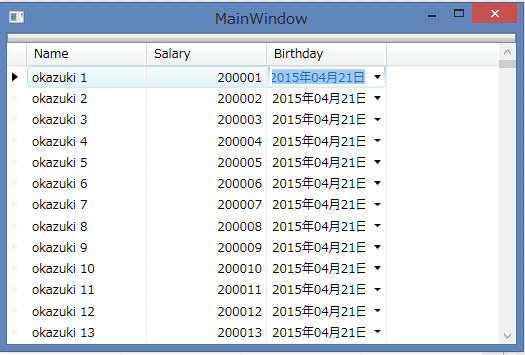 MainWindow
Name Salary Birthday
okazuki 1 200001 2015年04月21日
okazuki 2 200002 2015年04月21日
okazuki 3 200003 2015年04月21日
okazuki 4 200004 2015年04月21日
okazuki 5 200005 2015年04月21日
okazuki 6 200006 2015年04月21日
okazuki 7 200007 2015年04月21日
okazuki 8 200008 2015年04月21日
okazuki 9 200009 2015年04月21日
okazuki 10 200010 2015年04月21日
okazuki 11 200011 2015年04月21日
okazuki 12 200012 2015年04月21日
okazuki 13 200013 2015年04月21日